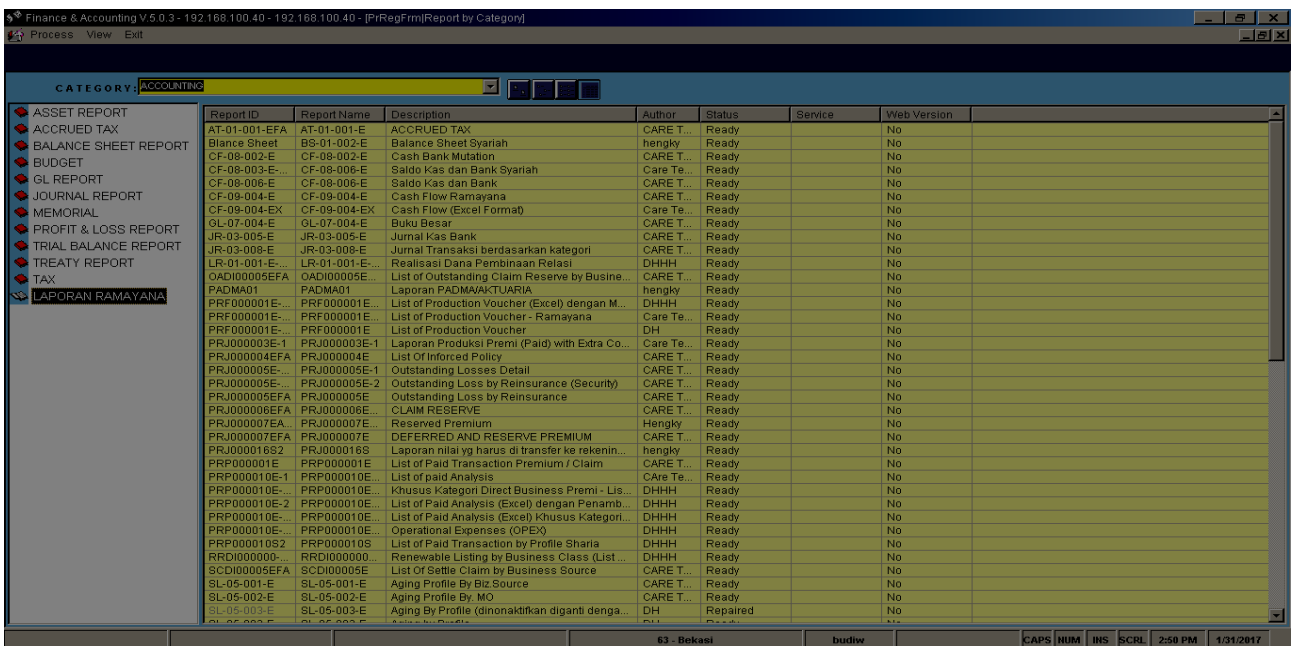 Finance & Accounting V.5.0.3 - 192.168.100.40 - 192.168.100.40 - [PrRegFrm|Report by Category]
Process View Exit
CATEGORY: ACCOUNTING
ASSET REPORT
ACCRUED TAX
BALANCE SHEET REPORT
BUDGET
GL REPORT
JOURNAL REPORT
MEMORIAL
PROFIT & LOSS REPORT
TRIAL BALANCE REPORT
TREATY REPORT
TAX
LAPORAN RAMAYANA
Report ID Report Name Description Author Status Service Web Version
AT-01-001-EFA AT-01-001-E ACCRUED TAX CARE T... Ready No
Blance Sheet BS-01-002-E Balance Sheet Syariah hengky Ready No
CF-08-002-E CF-08-002-E Cash Bank Mutation CARE T... Ready No
CF-08-003-E-... CF-08-006-E Saldo Kas dan Bank Syariah Care Te... Ready No
CF-08-006-E CF-08-006-E Saldo Kas dan Bank CARE T... Ready No
CF-09-004-E CF-09-004-E Cash Flow Ramayana CARE T... Ready No
CF-09-004-EX CF-09-004-EX Cash Flow (Excel Format) Care Te... Ready No
GL-07-004-E GL-07-004-E Buku Besar CARE T... Ready No
JR-03-005-E JR-03-005-E Jurnal Kas Bank CARE T... Ready No
JR-03-008-E JR-03-008-E Jurnal Transaksi berdasarkan kategori CARE T... Ready No
LR-01-001-E-... LR-01-001-E-... Realisasi Dana Pembinaan Relasi DHHH Ready No
OADI00005EFA OADI00005E... List of Outstanding Claim Reserve by Busine... CARE T... Ready No
PADMA01 PADMA01 Laporan PADMA/AKTUARIA hengky Ready No
PRF000001E-... PRF000001E... List of Production Voucher (Excel) dengan M... DHHH Ready No
PRF000001E-... PRF000001E... List of Production Voucher - Ramayana Care Te... Ready No
PRF000001E-... PRF000001E List of Production Voucher DH Ready No
PRJ000003E-1 PRJ000003E-1 Laporan Produksi Premi (Paid) with Extra Co... Care Te... Ready No
PRJ000004EFA PRJ000004E List Of Inforced Policy CARE T... Ready No
PRJ000005E-... PRJ000005E-1 Outstanding Losses Detail CARE T... Ready No
PRJ000005E-... PRJ000005E-2 Outstanding Loss by Reinsurance (Security) CARE T... Ready No
PRJ000005EFA PRJ000005E Outstanding Loss by Reinsurance CARE T... Ready No
PRJ000006EFA PRJ000006E... CLAIM RESERVE CARE T... Ready No
PRJ000007EA... PRJ000007E... Reserved Premium Hengky Ready No
PRJ000007EFA PRJ000007E DEFERRED AND RESERVE PREMIUM CARE T... Ready No
PRJ000016S2 PRJ000016S Laporan nilai yg harus di transfer ke rekenin... hengky Ready No
PRP000001E PRP000001E List of Paid Transaction Premium / Claim CARE T... Ready No
PRP000010E-1 PRP000010E... List of paid Analysis CAre Te... Ready No
PRP000010E-... PRP000010E... Khusus Kategori Direct Business Premi - Lis... DHHH Ready No
PRP000010E-2 PRP000010E... List of Paid Analysis (Excel) dengan Penamb... DHHH Ready No
PRP000010E-... PRP000010E... List of Paid Analysis (Excel) Khusus Kategori... DHHH Ready No
PRP000010E-... PRP000010E... Operational Expenses (OPEX) DHHH Ready No
PRP000010S2 PRP000010S List of Paid Transaction by Profile Sharia DHHH Ready No
RRDI000000-... RRDI000000... Renewable Listing by Business Class (List ... DHHH Ready No
SCDI00005EFA SCDI00005E List Of Settle Claim by Business Source CARE T... Ready No
SL-05-001-E SL-05-001-E Aging Profile By Biz.Source CARE T... Ready No
SL-05-002-E SL-05-002-E Aging Profile By. MO CARE T... Ready No
SL-05-003-E SL-05-003-E Aging By Profile (dinonaktifkan diganti denga... DH Repaired No
63 - Bekasi budiw CAPS NUM INS SCRL 2:50 PM 1/31/2017